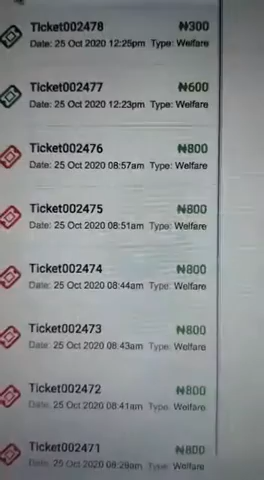 Ticket002478 ₦300
Date: 25 Oct 2020 12:25pm Type: Welfare
Ticket002477 ₦600
Date: 25 Oct 2020 12:23pm Type: Welfare
Ticket002476 ₦800
Date: 25 Oct 2020 08:57am Type: Welfare
Ticket002475 ₦800
Date: 25 Oct 2020 08:51am Type: Welfare
Ticket002474 ₦800
Date: 25 Oct 2020 08:44am Type: Welfare
Ticket002473 ₦800
Date: 25 Oct 2020 08:43am Type: Welfare
Ticket002472 ₦800
Date: 25 Oct 2020 08:41am Type: Welfare
Ticket002471 ₦800
Date: 25 Oct 2020 08:29am Type: Welfare